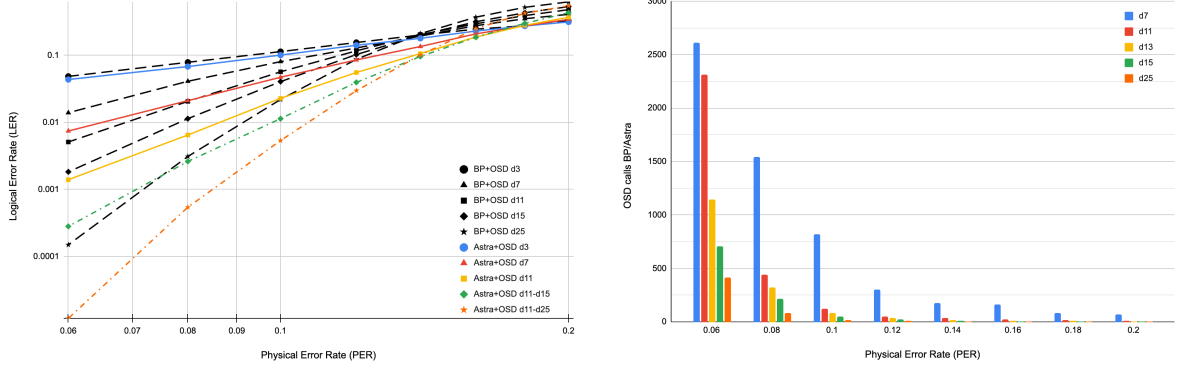 Logical Error Rate (LER)
0.1
0.01
0.001
0.0001
0.06
0.07
0.08
0.09
0.1
0.2
Physical Error Rate (PER)
BP+OSD d3
BP+OSD d7
BP+OSD d11
BP+OSD d15
BP+OSD d25
Astra+OSD d3
Astra+OSD d7
Astra+OSD d11
Astra+OSD d11-d15
Astra+OSD d11-d25
OSD calls BP/Astra
3000
2500
2000
1500
1000
500
0
0.06
0.08
0.1
0.12
0.14
0.16
0.18
0.2
Physical Error Rate (PER)
d7
d11
d13
d15
d25